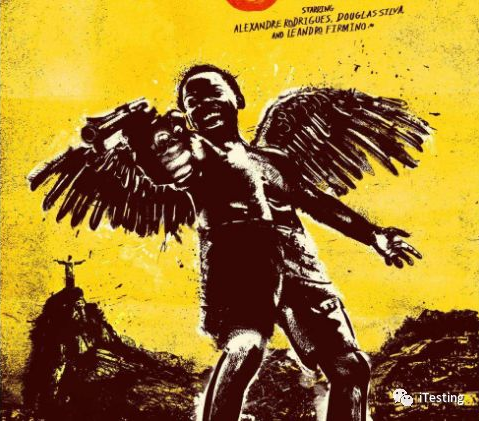 STARRING
ALEXANDRE RODRIGUES, DOUGLAS SILVA
AND LEANDRO FIRMINO
iTesting